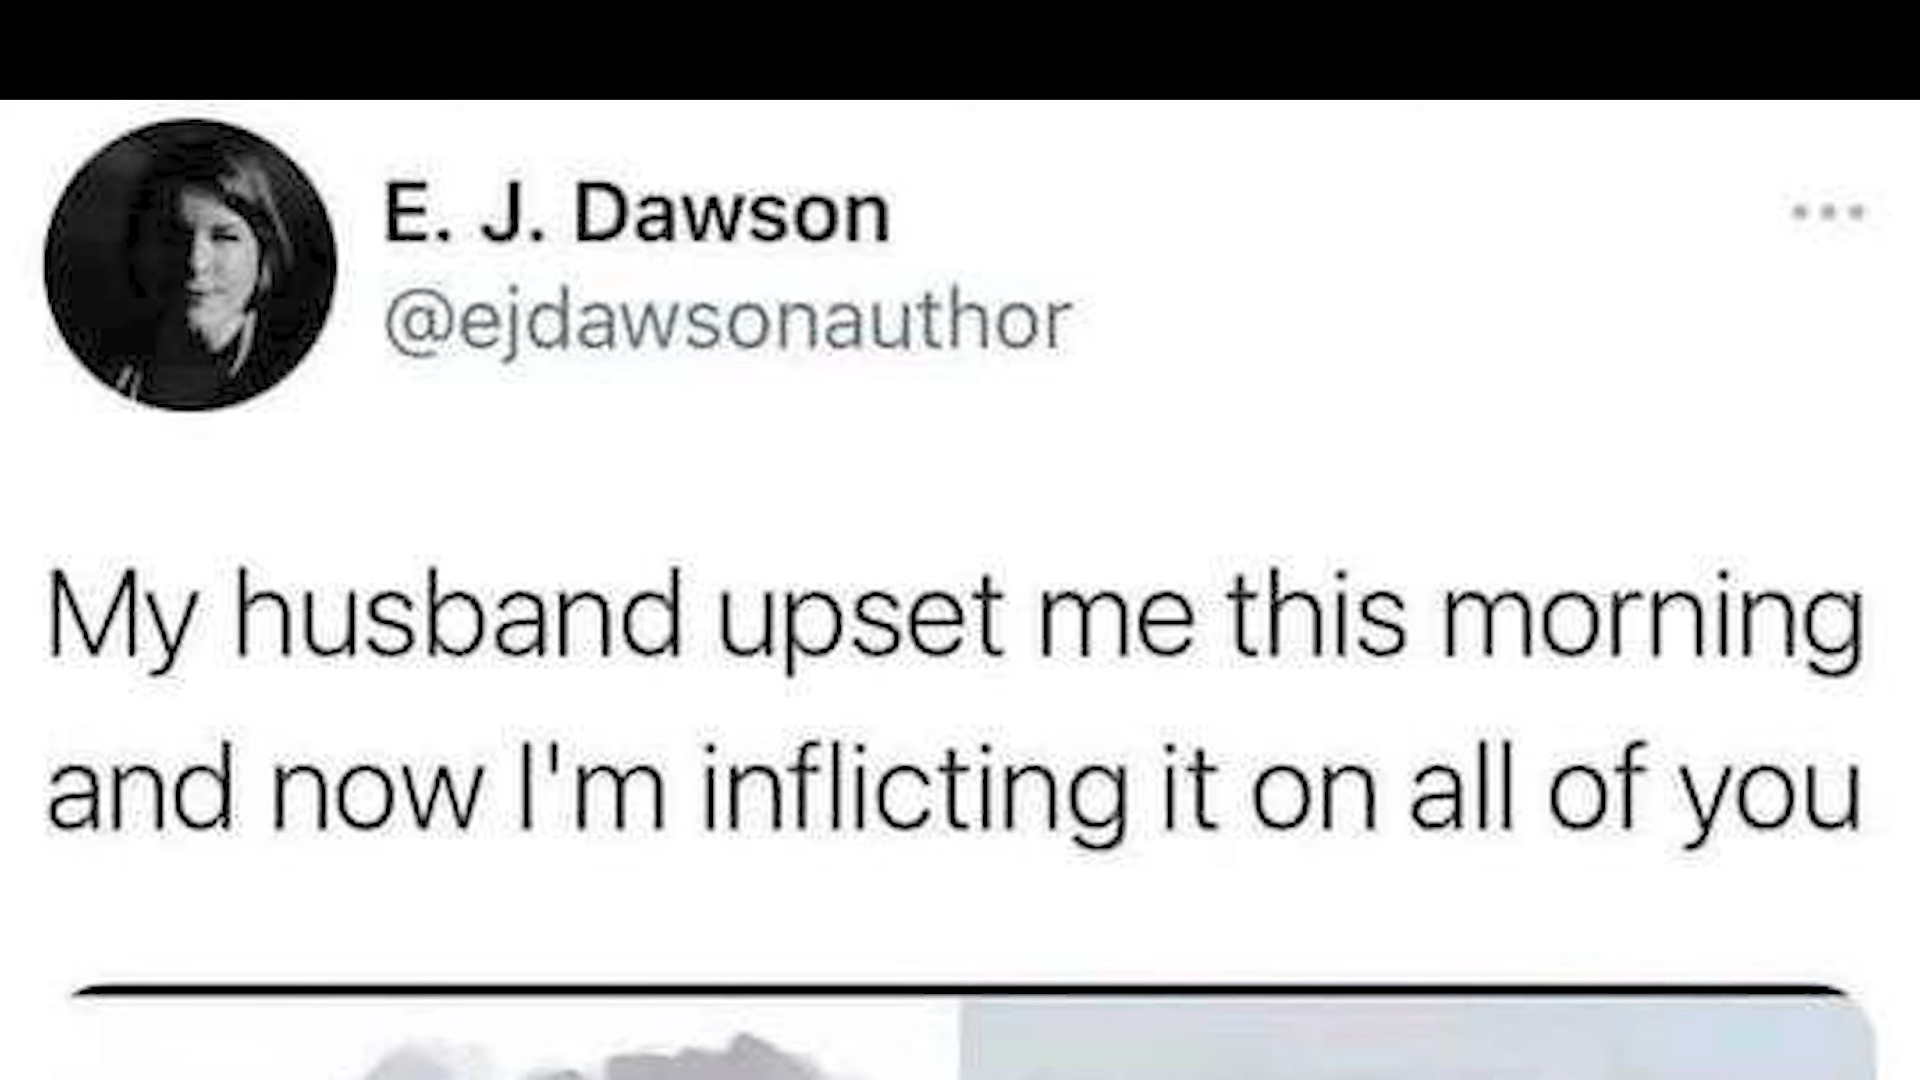 E. J. Dawson
@ejdawsonauthor
My husband upset me this morning
and now I'm inflicting it on all of you